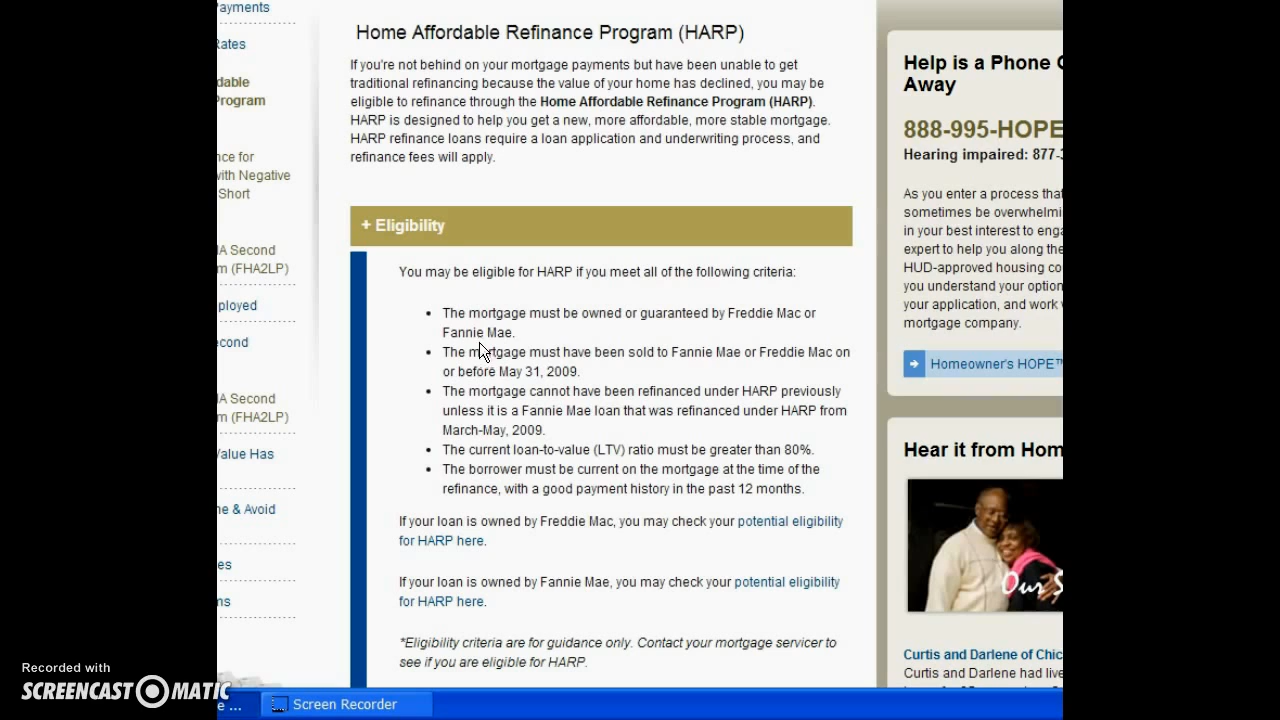 ayments
Rates
dable
Program
nce for
with Negative
Short
A Second
m (FHA2LP)
ployed
econd
A Second
m (FHA2LP)
Value Has
ne & Avoid
es
ms
Home Affordable Refinance Program (HARP)
If you're not behind on your mortgage payments but have been unable to get
traditional refinancing because the value of your home has declined, you may be
eligible to refinance through the Home Affordable Refinance Program (HARP).
HARP is designed to help you get a new, more affordable, more stable mortgage.
HARP refinance loans require a loan application and underwriting process, and
refinance fees will apply.
+ Eligibility
You may be eligible for HARP if you meet all of the following criteria:
• The mortgage must be owned or guaranteed by Freddie Mac or
Fannie Mae.
• The mortgage must have been sold to Fannie Mae or Freddie Mac on
or before May 31, 2009.
• The mortgage cannot have been refinanced under HARP previously
unless it is a Fannie Mae loan that was refinanced under HARP from
March-May, 2009.
• The current loan-to-value (LTV) ratio must be greater than 80%.
• The borrower must be current on the mortgage at the time of the
refinance, with a good payment history in the past 12 months.
If your loan is owned by Freddie Mac, you may check your potential eligibility
for HARP here.
If your loan is owned by Fannie Mae, you may check your potential eligibility
for HARP here.
*Eligibility criteria are for guidance only. Contact your mortgage servicer to
see if you are eligible for HARP.
Help is a Phone
Away
888-995-HOPE
Hearing impaired: 877-
As you enter a process that
sometimes be overwhelmi
in your best interest to eng
expert to help you along the
HUD-approved housing co
you understand your option
your application, and work
mortgage company.
Homeowner's HOPE™
Hear it from Hom
Our S
Curtis and Darlene of Chic
Curtis and Darlene had live
Recorded with
SCREENCAST-O-MATIC
e ...
Screen Recorder